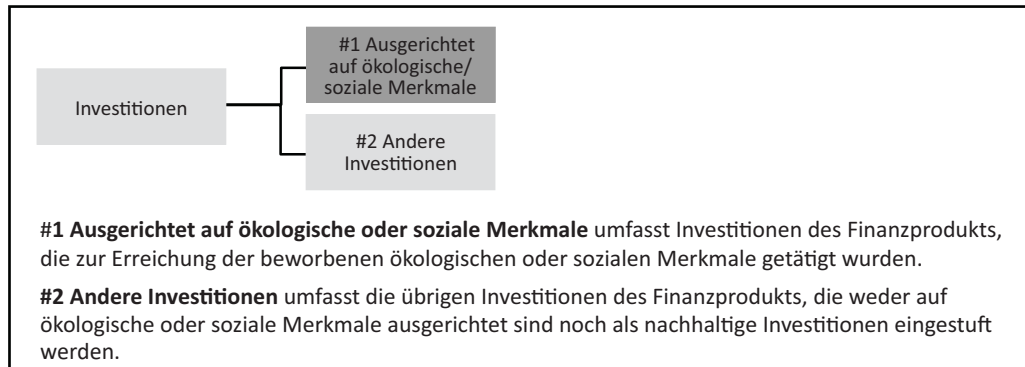 #1 Ausgerichtet
auf ökologische/
soziale Merkmale
Investitionen
#2 Andere
Investitionen
#1 Ausgerichtet auf ökologische oder soziale Merkmale umfasst Investitionen des Finanzprodukts,
die zur Erreichung der beworbenen ökologischen oder sozialen Merkmale getätigt wurden.
#2 Andere Investitionen umfasst die übrigen Investitionen des Finanzprodukts, die weder auf
ökologische oder soziale Merkmale ausgerichtet sind noch als nachhaltige Investitionen eingestuft
werden.